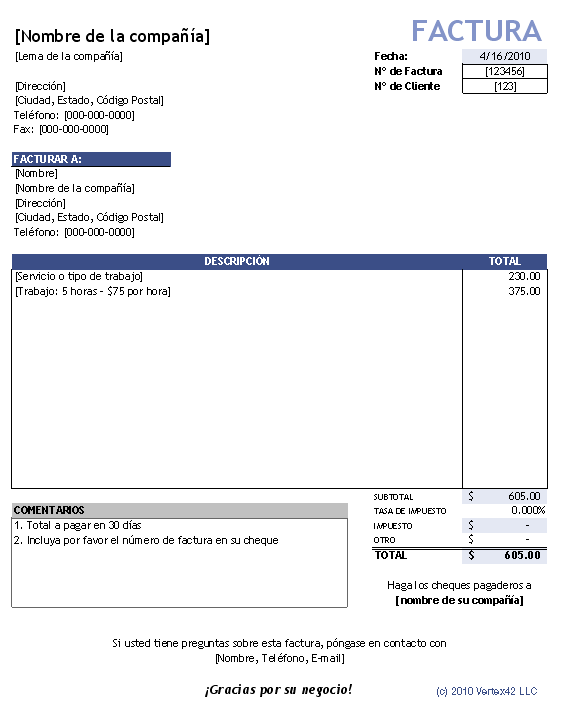 [Nombre de la compañía]
FACTURA
[Lema de la compañía]
Fecha: 4/16/2010
N° de Factura [123456]
N° de Cliente [123]
[Dirección]
[Ciudad, Estado, Código Postal]
Teléfono: [000-000-0000]
Fax: [000-000-0000]
FACTURAR A:
[Nombre]
[Nombre de la compañía]
[Dirección]
[Ciudad, Estado, Código Postal]
Teléfono: [000-000-0000]
DESCRIPCIÓN TOTAL
[Servicio o tipo de trabajo] 230.00
[Trabajo: 5 horas - $75 por hora] 375.00
SUBTOTAL $ 605.00
TASA DE IMPUESTO 0.000%
IMPUESTO $ -
OTRO $ -
TOTAL $ 605.00
COMENTARIOS
1. Total a pagar en 30 días
2. Incluya por favor el número de factura en su cheque
Haga los cheques pagaderos a
[nombre de su compañía]
Si usted tiene preguntas sobre esta factura, póngase en contacto con
[Nombre, Teléfono, E-mail]
¡Gracias por su negocio!
(c) 2010 Vertex42 LLC